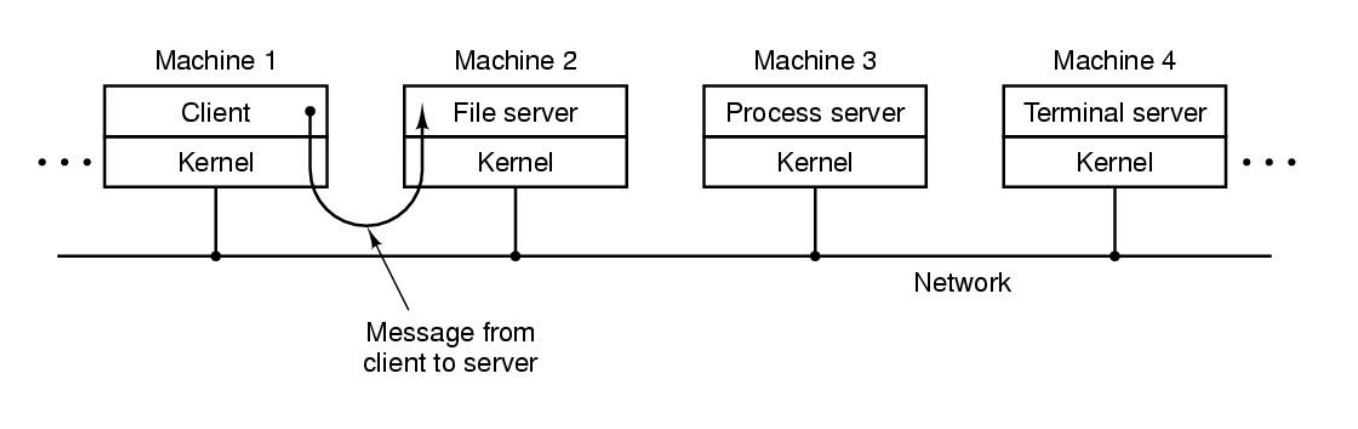 Machine 1
Machine 2
Machine 3
Machine 4
Client
File server
Process server
Terminal server
Kernel
Kernel
Kernel
Kernel
Network
Message from
client to server